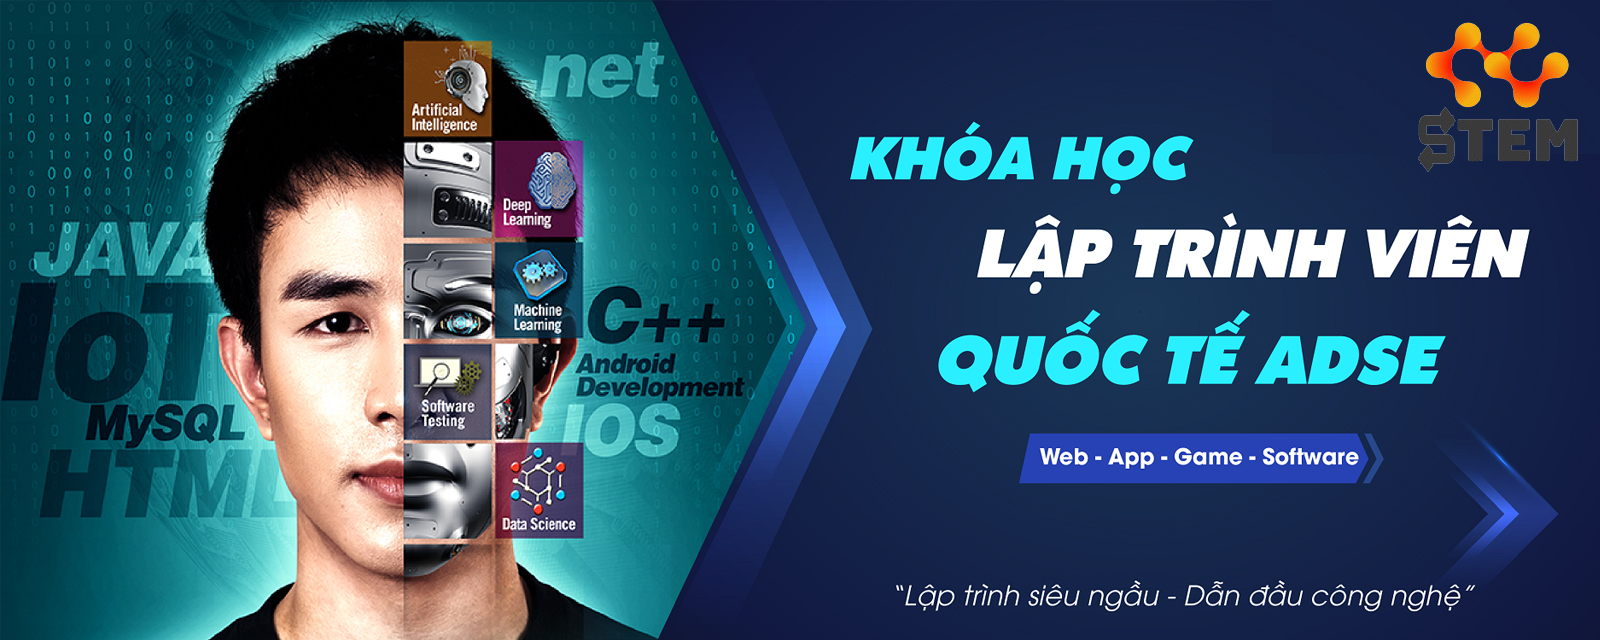 .net
Artificial
Intelligence
Deep
Learning
JAVA
IoT
Machine
Learning
C++
Android
Development
Software
Testing
MySQL
iOS
HTML
Data Science
STEM
KHÓA HỌC
LẬP TRÌNH VIÊN
QUỐC TẾ ADSE
Web - App - Game - Software
“Lập trình siêu ngầu - Dẫn đầu công nghệ”